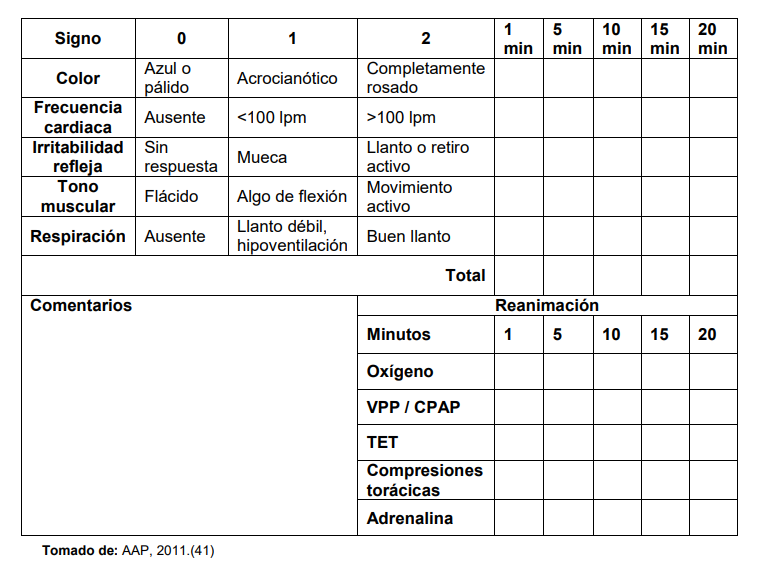 Signo 0 1 2 1 min 5 min 10 min 15 min 20 min
Color Azul o pálido Acrocianótico Completamente rosado
Frecuencia cardiaca Ausente <100 lpm >100 lpm
Irritabilidad refleja Sin respuesta Mueca Llanto o retiro activo
Tono muscular Flácido Algo de flexión Movimiento activo
Respiración Ausente Llanto débil, hipoventilación Buen llanto
Total
Comentarios Reanimación
Minutos 1 5 10 15 20
Oxígeno
VPP / CPAP
TET
Compresiones torácicas
Adrenalina
Tomado de: AAP, 2011.(41)